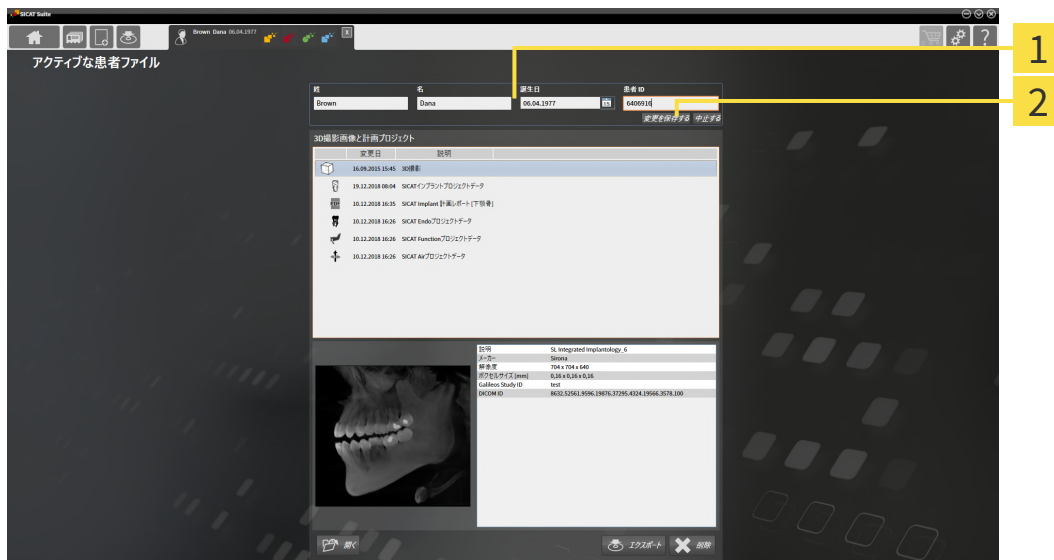 SICAT Suite
Brown Dana 06.04.1977
x
?
1
アクティブな患者ファイル
姓 名 誕生日 患者 ID
Brown Dana 06.04.1977 15 6406916
2
変更を保存する 中止する
3D撮影画像と計画プロジェクト
変更日 説明
16.09.2015 15:45 3D撮影
19.12.2018 08:04 SICATインプラントプロジェクトデータ
10.12.2018 16:35 SICAT Implant 計画レポート [下顎骨]
10.12.2018 16:26 SICAT Endoプロジェクトデータ
10.12.2018 16:26 SICAT Functionプロジェクトデータ
10.12.2018 16:26 SICAT Airプロジェクトデータ
説明 SL Integrated Implantology_6
メーカー Sirona
解像度 704 x 704 x 640
ボクセルサイズ [mm] 0,16 x 0,16 x 0,16
Galileos Study ID test
DICOM ID 8632.52561.9596.19876.37295.4324.19566.3578.100
開く エクスポート 削除